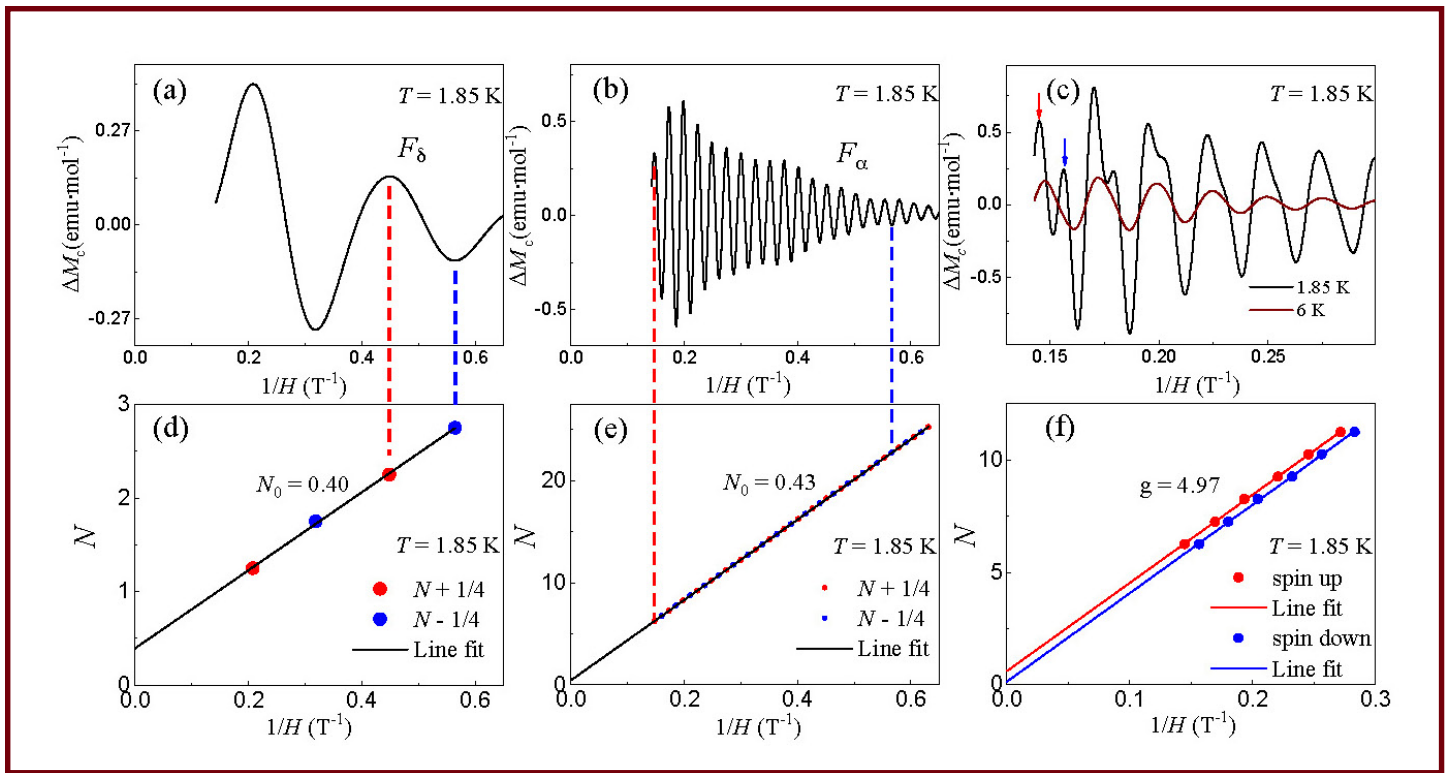 (a)
T = 1.85 K
Fδ
ΔMc(emu·mol⁻¹)
0.27
0.00
-0.27
0.0 0.2 0.4 0.6
1/H (T⁻¹)
(b)
T = 1.85 K
Fα
ΔMc(emu·mol⁻¹)
0.5
0.0
-0.5
0.0 0.2 0.4 0.6
1/H (T⁻¹)
(c)
T = 1.85 K
ΔMc(emu·mol⁻¹)
0.5
0.0
-0.5
1.85 K
6 K
0.15 0.20 0.25
1/H (T⁻¹)
(d)
N₀ = 0.40
T = 1.85 K
N + 1/4
N - 1/4
Line fit
N
3
2
1
0
0.0 0.2 0.4 0.6
1/H (T⁻¹)
(e)
N₀ = 0.43
T = 1.85 K
N + 1/4
N - 1/4
Line fit
N
20
10
0
0.0 0.2 0.4 0.6
1/H (T⁻¹)
(f)
g = 4.97
T = 1.85 K
spin up
Line fit
spin down
Line fit
N
10
5
0
0.0 0.1 0.2 0.3
1/H (T⁻¹)